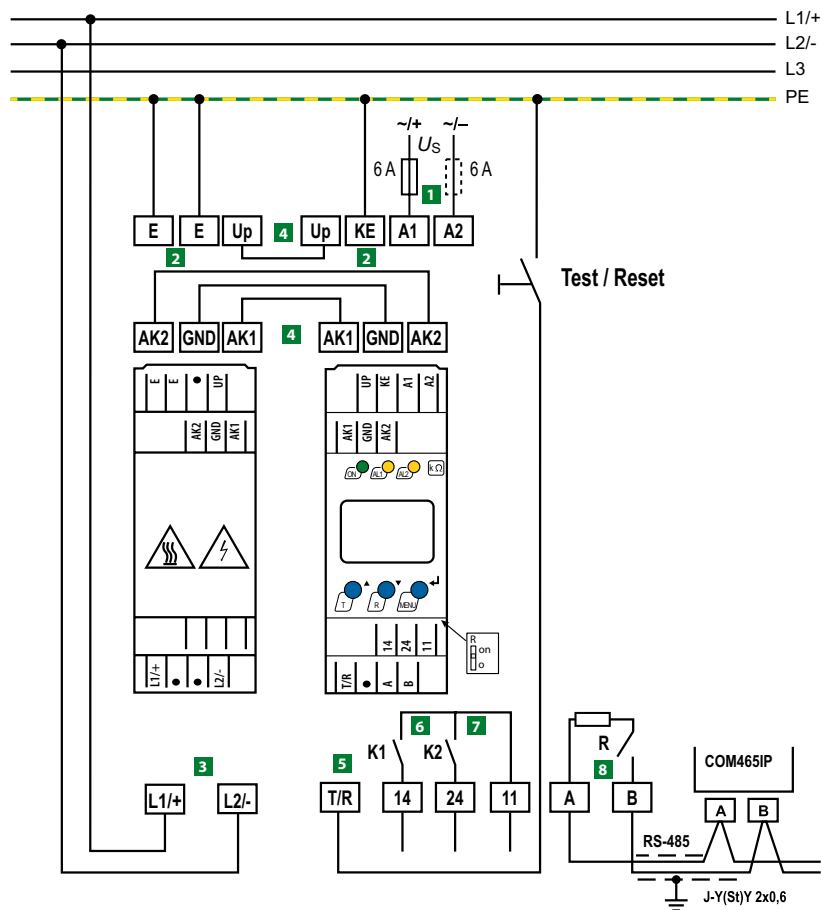 L1/+
L2/-
L3
PE
~/+ ~/–
US
6 A 6 A
1
E E Up 4 Up KE A1 A2
2 2
Test / Reset
AK2 GND AK1 4 AK1 GND AK2
E E UP UP KE A1 A2
AK2 GND AK1 AK1 GND AK2
ON AL1 AL2 kΩ
T R MENU
R
on
o
14 24 11
L1/+ L2/- T/R A B
6 7
K1 K2 R
3 5 8
COM465IP
L1/+ L2/- T/R 14 24 11 A B
A B
RS-485
J-Y(St)Y 2x0,6